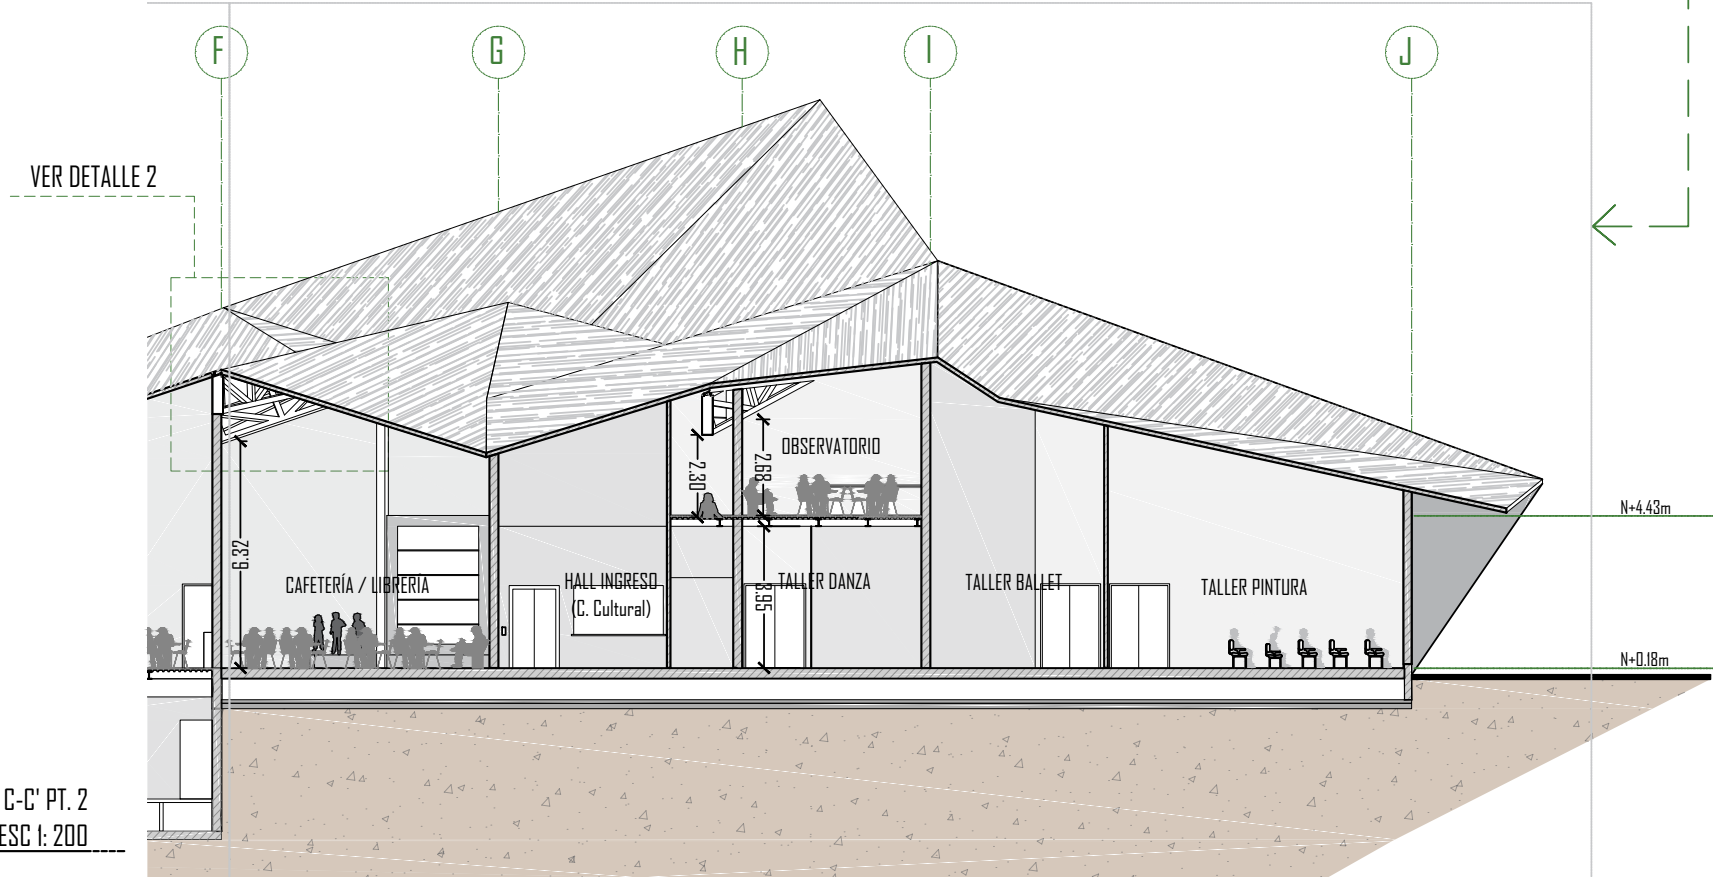 F
G
H
I
J
VER DETALLE 2
OBSERVATORIO
2.30
2.68
N+4.43m
6.32
CAFETERÍA / LIBRERÍA
HALL INGRESO
(C. Cultural)
3.95
TALLER DANZA
TALLER BALLET
TALLER PINTURA
N+0.18m
C-C' PT. 2
ESC 1: 200